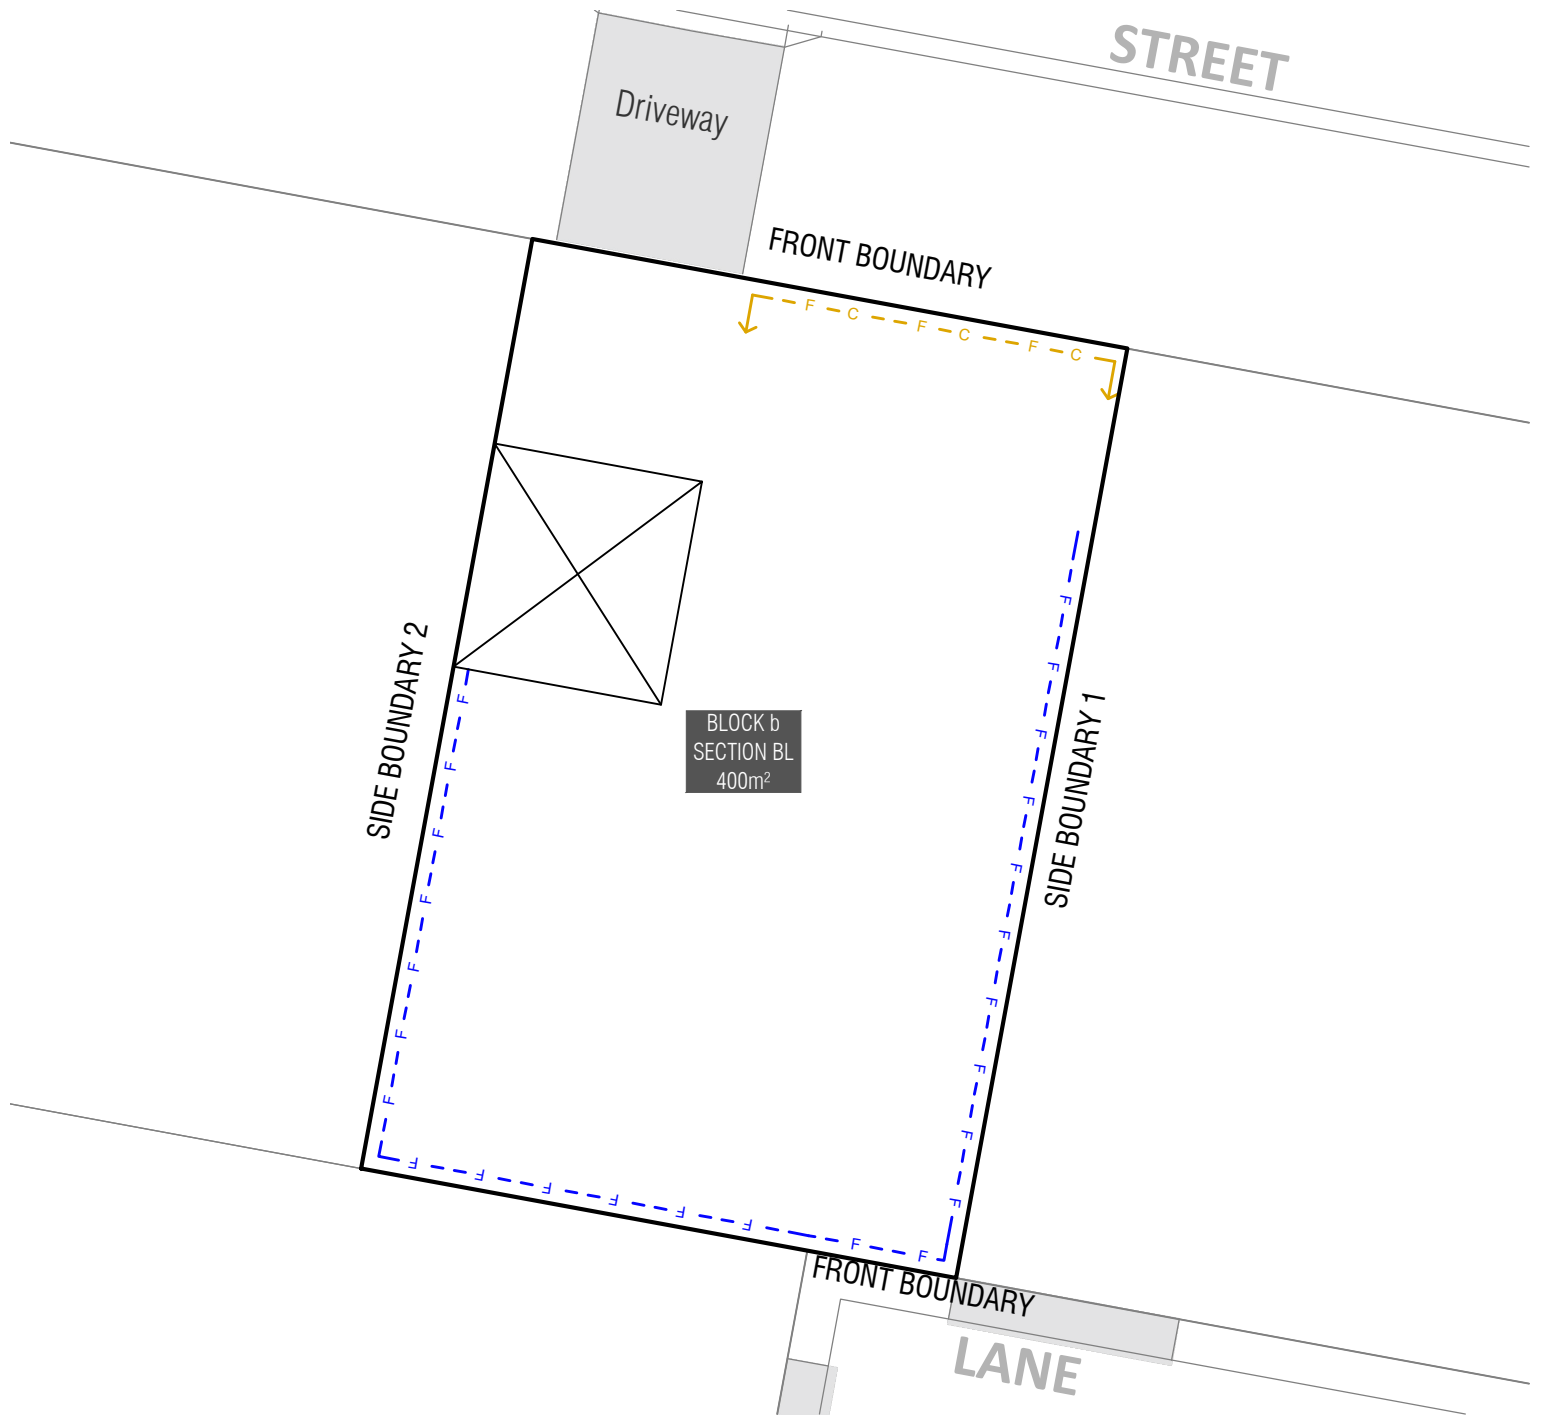 STREET
Driveway
FRONT BOUNDARY
F C F C F C
SIDE BOUNDARY 2
F F F F F F F
BLOCK b
SECTION BL
400m²
SIDE BOUNDARY 1
F F F F F F F F F F
F F F F F F F F
FRONT BOUNDARY
LANE